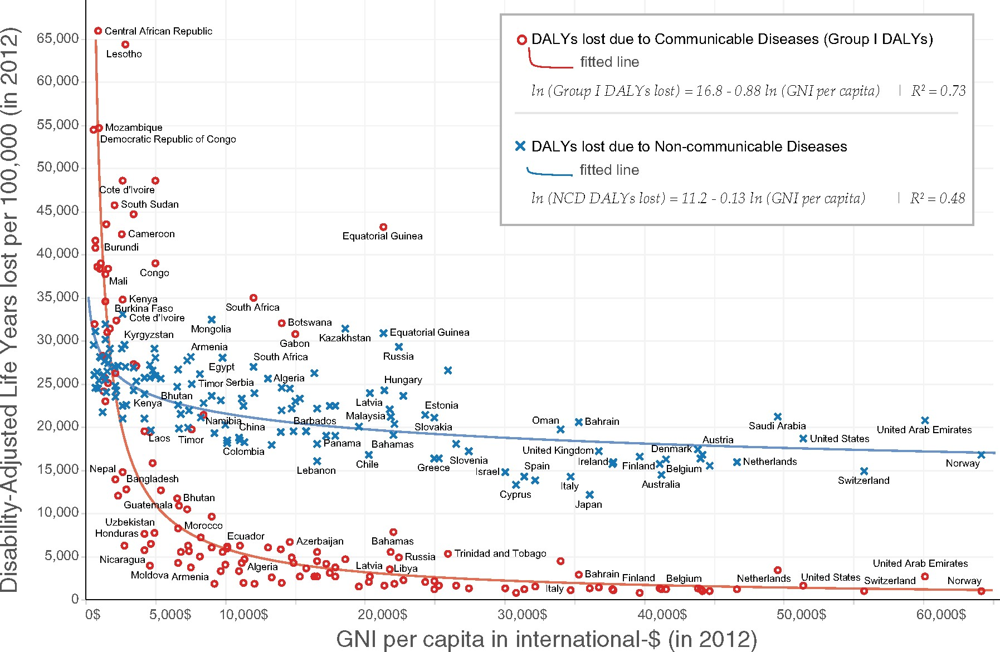 Disability-Adjusted Life Years lost per 100,000 (in 2012)
65,000
60,000
55,000
50,000
45,000
40,000
35,000
30,000
25,000
20,000
15,000
10,000
5,000
0
DALYs lost due to Communicable Diseases (Group I DALYs)
fitted line
ln (Group I DALYs lost) = 16.8 - 0.88 ln (GNI per capita) | R² = 0.73
DALYs lost due to Non-communicable Diseases
fitted line
ln (NCD DALYs lost) = 11.2 - 0.13 ln (GNI per capita) | R² = 0.48
Central African Republic
Lesotho
Mozambique
Democratic Republic of Congo
Cote d'Ivoire
South Sudan
Cameroon
Equatorial Guinea
Burundi
Congo
Mali
Kenya
South Africa
Burkina Faso
Cote d'Ivoire
Botswana
Mongolia
Kyrgyzstan
Kazakhstan
Equatorial Guinea
Gabon
Armenia
South Africa
Russia
Egypt
Timor
Serbia
Algeria
Hungary
Bhutan
Kenya
Latvia
Estonia
Namibia
Barbados
Malaysia
Oman
Bahrain
China
Slovakia
Saudi Arabia
United Arab Emirates
Laos
Timor
Panama
Bahamas
Austria
United States
Colombia
United Kingdom
Denmark
Slovenia
Chile
Ireland
Netherlands
Norway
Nepal
Lebanon
Greece
Israel
Spain
Finland
Belgium
Bangladesh
Italy
Australia
Switzerland
Bhutan
Cyprus
Guatemala
Japan
Uzbekistan
Morocco
Honduras
Ecuador
Azerbaijan
Bahamas
Nicaragua
Russia
Trinidad and Tobago
Moldova
Armenia
Algeria
Latvia
Libya
United Arab Emirates
Bahrain
Finland
Belgium
Netherlands
United States
Switzerland
Norway
Italy
0$
5,000$
10,000$
20,000$
30,000$
40,000$
50,000$
60,000$
GNI per capita in international-$ (in 2012)